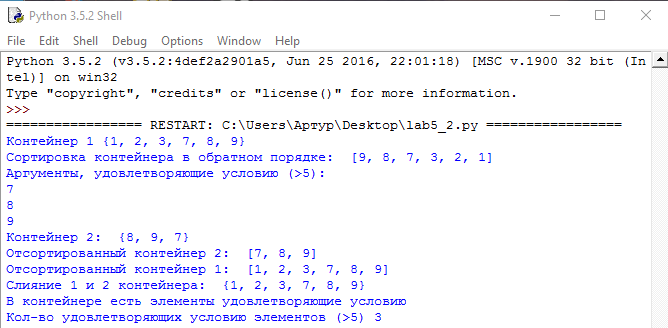 Python 3.5.2 Shell
File Edit Shell Debug Options Window Help
Python 3.5.2 (v3.5.2:4def2a2901a5, Jun 25 2016, 22:01:18) [MSC v.1900 32 bit (In
tel)] on win32
Type "copyright", "credits" or "license()" for more information.
>>>
================= RESTART: C:\Users\Артур\Desktop\lab5_2.py =================
Контейнер 1 {1, 2, 3, 7, 8, 9}
Сортировка контейнера в обратном порядке:  [9, 8, 7, 3, 2, 1]
Аргументы, удовлетворяющие условию (>5):
7
8
9
Контейнер 2:  {8, 9, 7}
Отсортированный контейнер 2:  [7, 8, 9]
Отсортированный контейнер 1:  [1, 2, 3, 7, 8, 9]
Слияние 1 и 2 контейнера:  {1, 2, 3, 7, 8, 9}
В контейнере есть элементы удовлетворяющие условию
Кол-во удовлетворяющих условию элементов (>5) 3